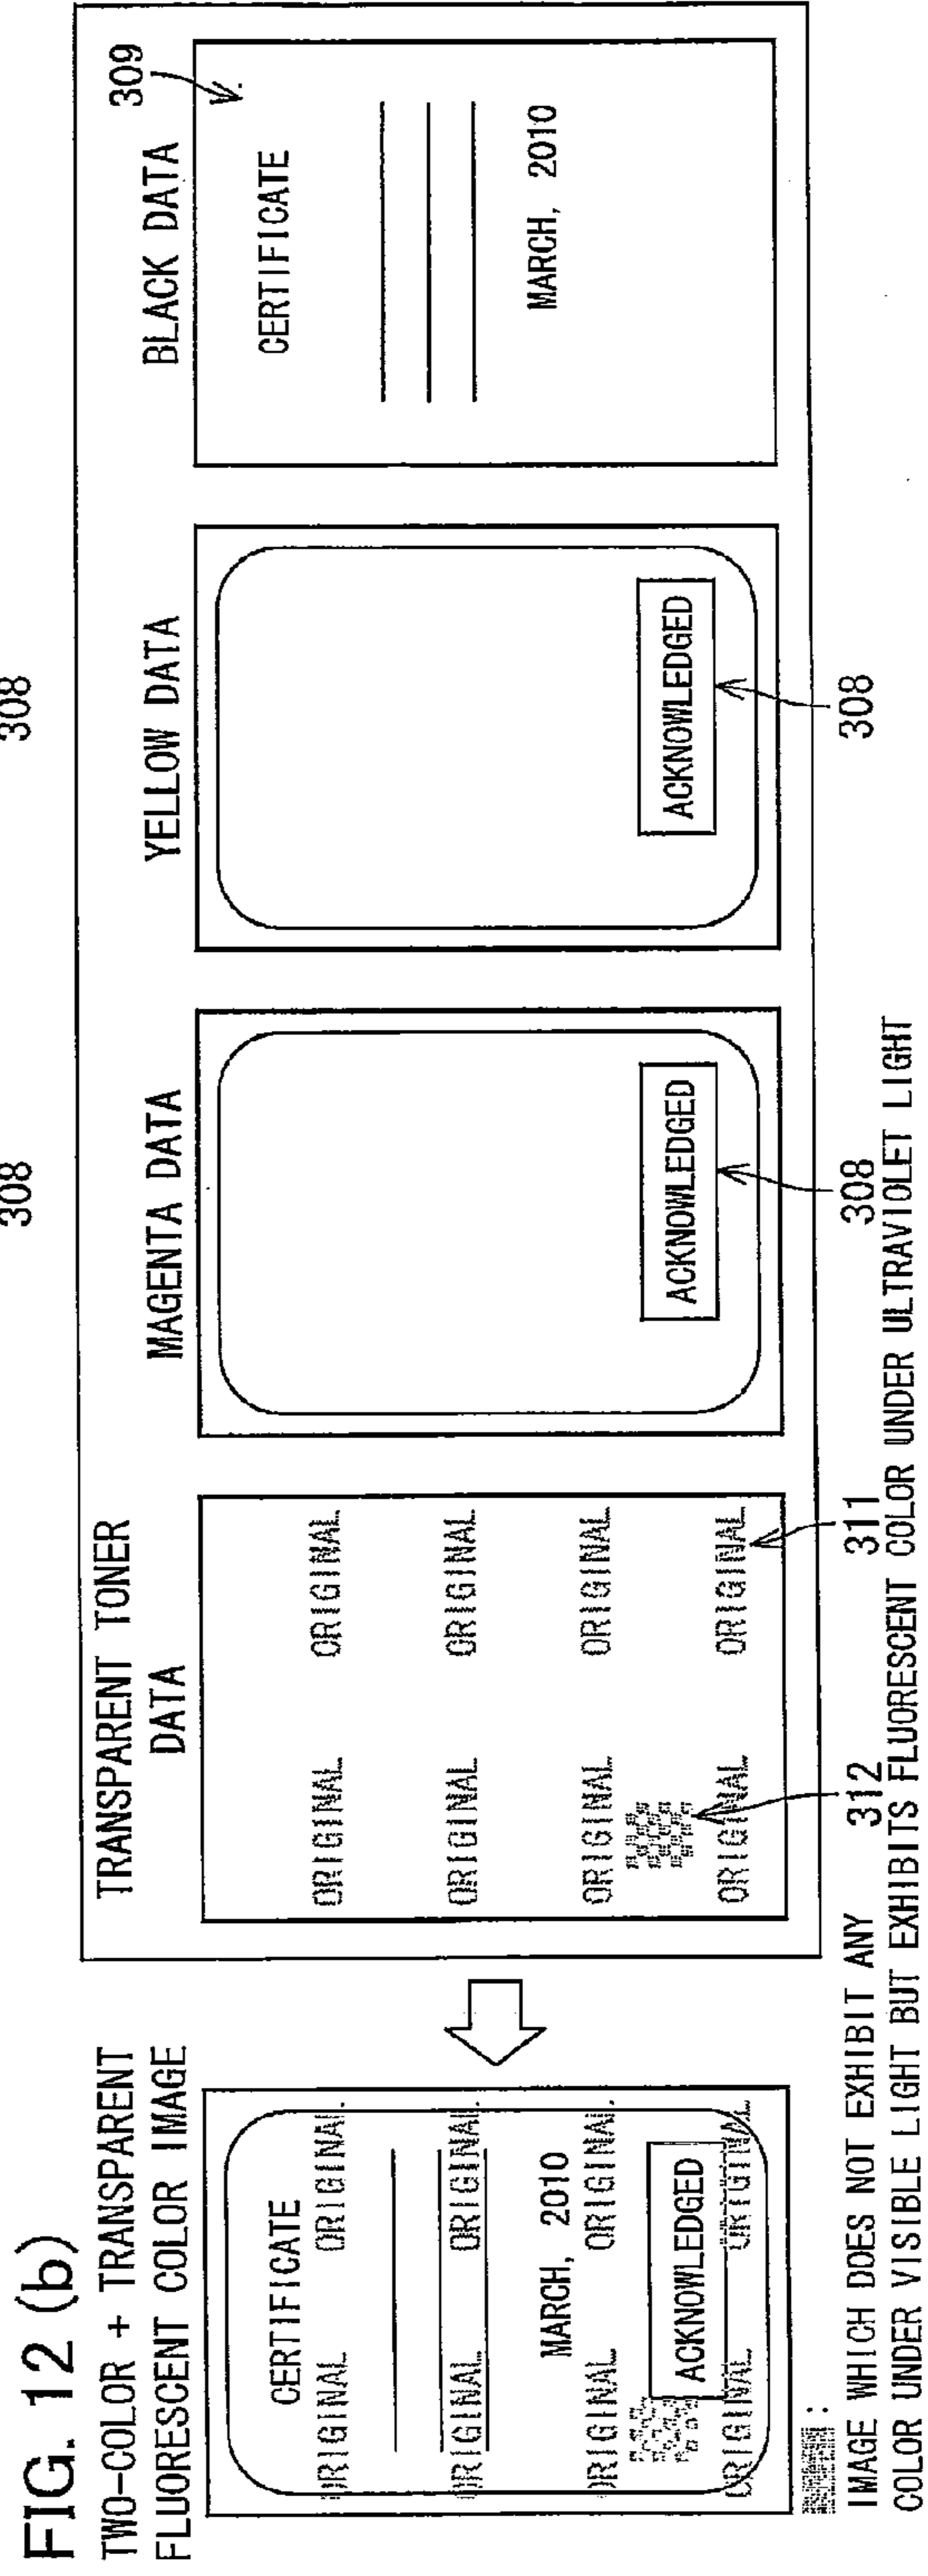 FIG. 12 (b)
TWO-COLOR + TRANSPARENT
FLUORESCENT COLOR IMAGE
CERTIFICATE
ORIGINAL ORIGINAL
ORIGINAL ORIGINAL
MARCH, 2010
ORIGINAL ORIGINAL
ACKNOWLEDGED
ORIGINAL ORIGINAL
TRANSPARENT TONER
DATA
ORIGINAL ORIGINAL
ORIGINAL ORIGINAL
ORIGINAL ORIGINAL
ORIGINAL ORIGINAL
312
311
308
MAGENTA DATA
ACKNOWLEDGED
308
308
YELLOW DATA
ACKNOWLEDGED
308
BLACK DATA
309
CERTIFICATE
MARCH, 2010
:
IMAGE WHICH DOES NOT EXHIBIT ANY
COLOR UNDER VISIBLE LIGHT BUT EXHIBITS FLUORESCENT COLOR UNDER ULTRAVIOLET LIGHT